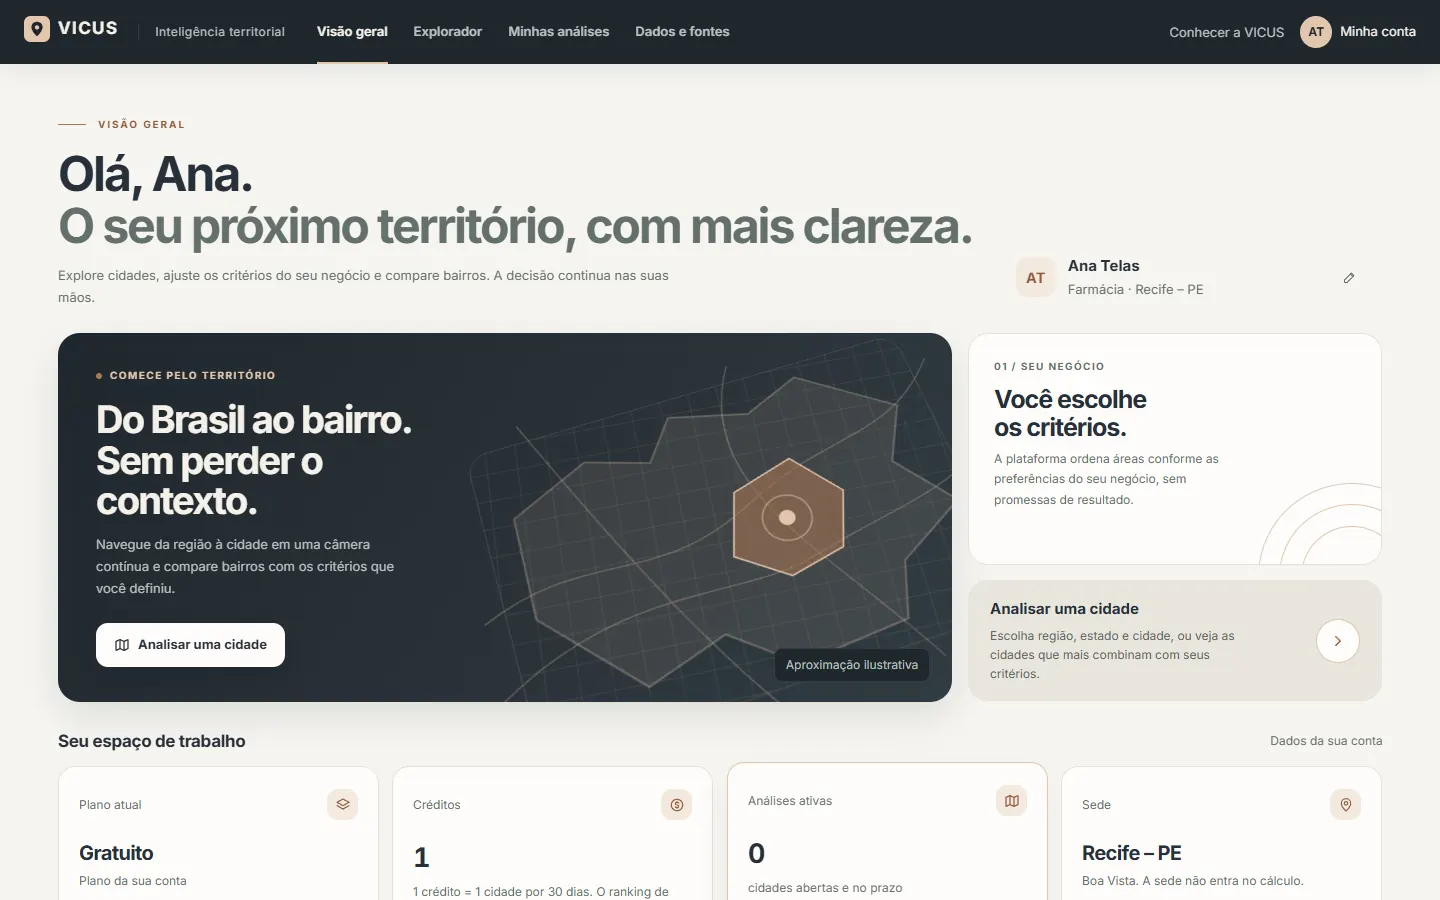 VICUS
Inteligência territorial
Visão geral
Explorador
Minhas análises
Dados e fontes
Conhecer a VICUS
AT
Minha conta
VISÃO GERAL
Olá, Ana.
O seu próximo território, com mais clareza.
Explore cidades, ajuste os critérios do seu negócio e compare bairros. A decisão continua nas suas
mãos.
AT
Ana Telas
Farmácia · Recife – PE
COMECE PELO TERRITÓRIO
Do Brasil ao bairro.
Sem perder o
contexto.
Navegue da região à cidade em uma câmera
contínua e compare bairros com os critérios que
você definiu.
Analisar uma cidade
Aproximação ilustrativa
01 / SEU NEGÓCIO
Você escolhe
os critérios.
A plataforma ordena áreas conforme as
preferências do seu negócio, sem
promessas de resultado.
Analisar uma cidade
Escolha região, estado e cidade, ou veja as
cidades que mais combinam com seus
critérios.
Seu espaço de trabalho
Dados da sua conta
Plano atual
Gratuito
Plano da sua conta
Créditos
1
1 crédito = 1 cidade por 30 dias. O ranking de
Análises ativas
0
cidades abertas e no prazo
Sede
Recife – PE
Boa Vista. A sede não entra no cálculo.